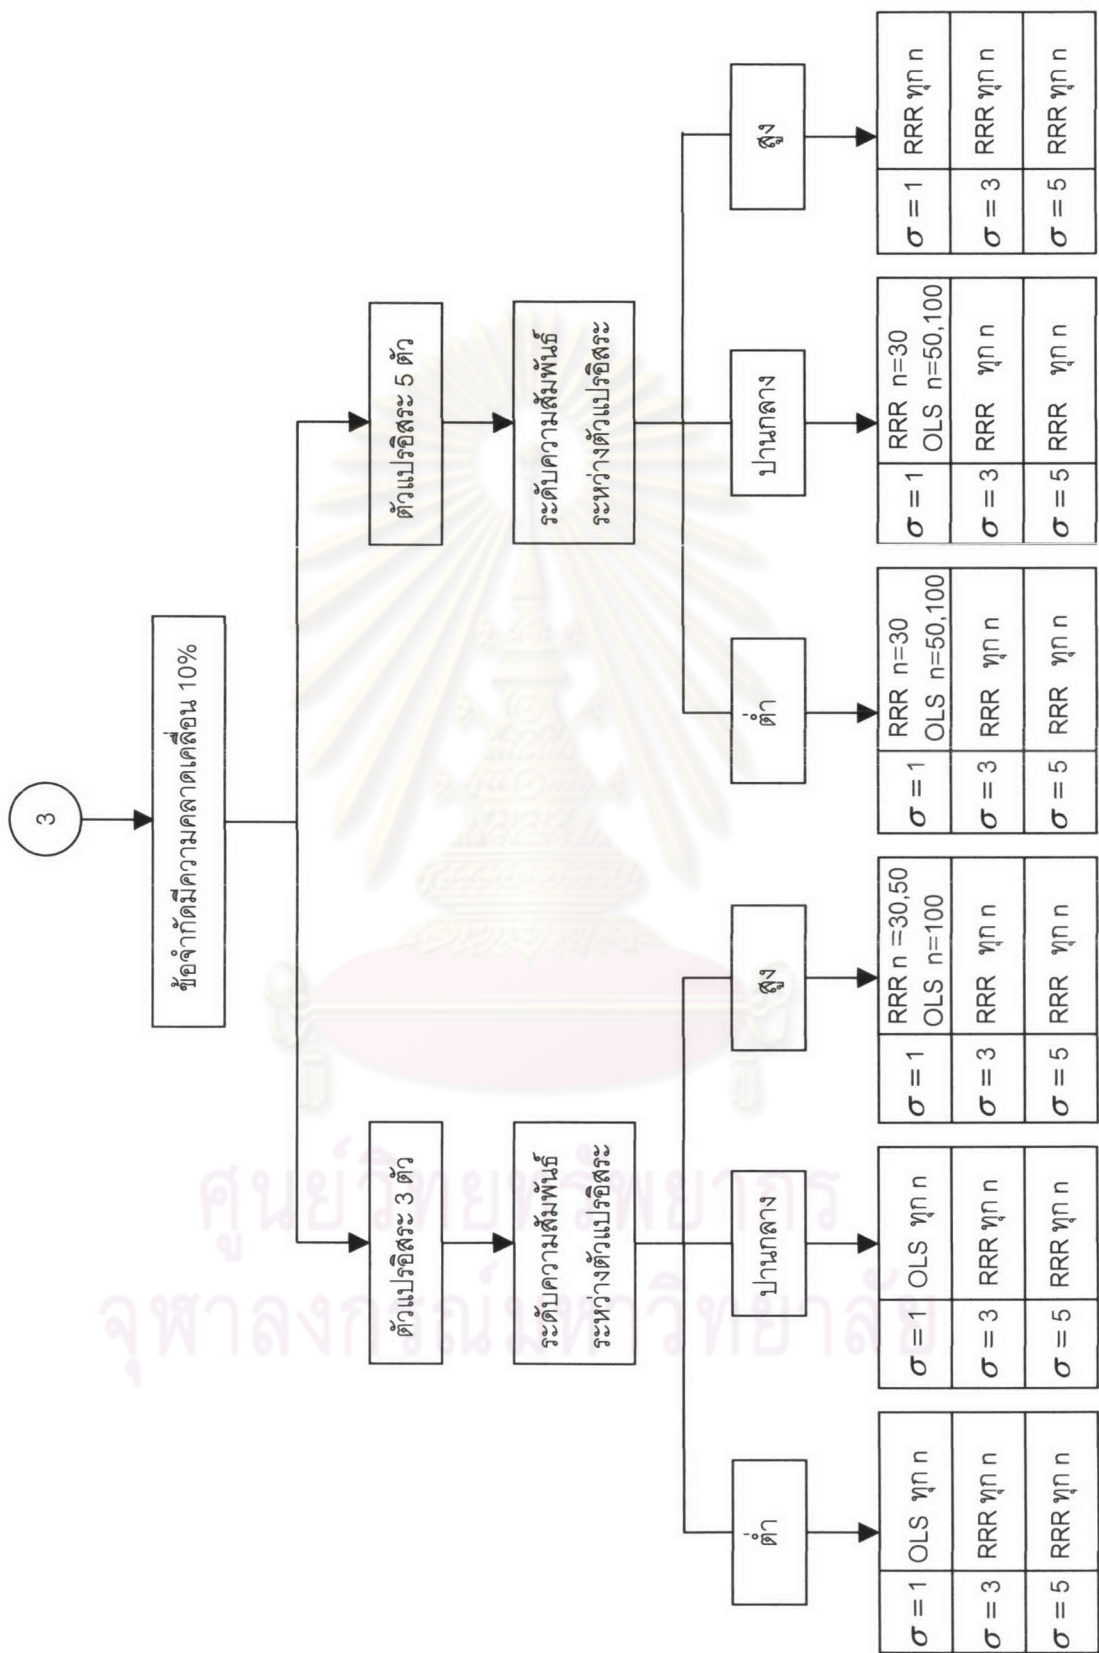 3
ข้อจำกัดมีความคลาดเคลื่อน 10%
ตัวแปรอิสระ 3 ตัว
ระดับความสัมพันธ์
ระหว่างตัวแปรอิสระ
ต่ำ
σ = 1 OLS ทุก n
σ = 3 RRR ทุก n
σ = 5 RRR ทุก n
ปานกลาง
σ = 1 OLS ทุก n
σ = 3 RRR ทุก n
σ = 5 RRR ทุก n
สูง
σ = 1 RRR n =30,50
OLS n=100
σ = 3 RRR ทุก n
σ = 5 RRR ทุก n
ตัวแปรอิสระ 5 ตัว
ระดับความสัมพันธ์
ระหว่างตัวแปรอิสระ
ต่ำ
σ = 1 RRR n=30
OLS n=50,100
σ = 3 RRR ทุก n
σ = 5 RRR ทุก n
ปานกลาง
σ = 1 RRR n=30
OLS n=50,100
σ = 3 RRR ทุก n
σ = 5 RRR ทุก n
สูง
σ = 1 RRR ทุก n
σ = 3 RRR ทุก n
σ = 5 RRR ทุก n
ศูนย์วิทยทรัพยากร
จุฬาลงกรณ์มหาวิทยาลัย